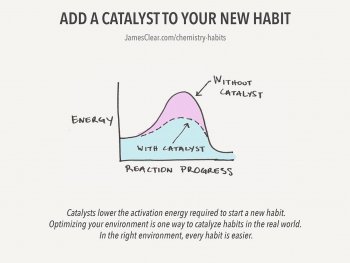 ADD A CATALYST TO YOUR NEW HABIT
JamesClear.com/chemistry-habits
WITHOUT
CATALYST
ENERGY
WITH CATALYST
REACTION PROGRESS
Catalysts lower the activation energy required to start a new habit.
Optimizing your environment is one way to catalyze habits in the real world.
In the right environment, every habit is easier.